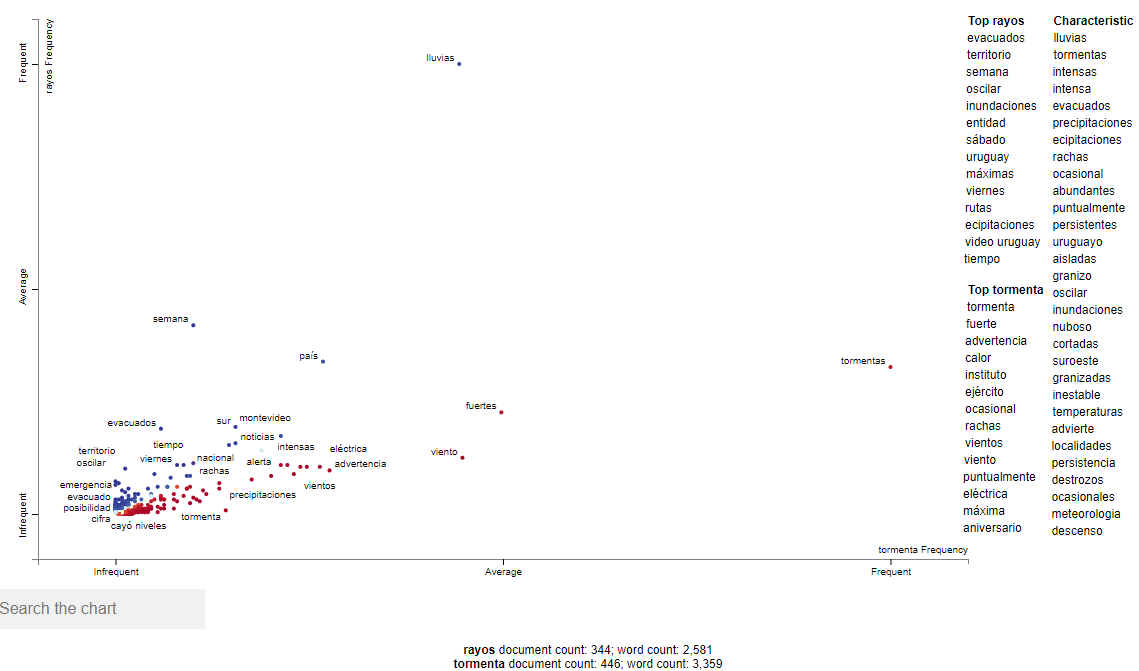 Frequent
rayos Frequency
Average
Infrequent
lluvias
semana
país
tormentas
fuertes
evacuados
sur
montevideo
noticias
tiempo
intensas
eléctrica
viento
territorio
oscilar
viernes
nacional
alerta
advertencia
rachas
emergencia
vientos
evacuado
precipitaciones
posibilidad
cifra
cayó niveles
tormenta
tormenta Frequency
Infrequent
Average
Frequent
Top rayos
evacuados
territorio
semana
oscilar
inundaciones
entidad
sábado
uruguay
máximas
viernes
rutas
ecipitaciones
video uruguay
tiempo
Top tormenta
tormenta
fuerte
advertencia
calor
instituto
ejército
ocasional
rachas
vientos
viento
puntualmente
eléctrica
máxima
aniversario
Characteristic
lluvias
tormentas
intensas
intensa
evacuados
precipitaciones
ecipitaciones
rachas
ocasional
abundantes
puntualmente
persistentes
uruguayo
aisladas
granizo
oscilar
inundaciones
nuboso
cortadas
suroeste
granizadas
inestable
temperaturas
advierte
localidades
persistencia
destrozos
ocasionales
meteorologia
descenso
Search the chart
rayos document count: 344; word count: 2,581
tormenta document count: 446; word count: 3,359